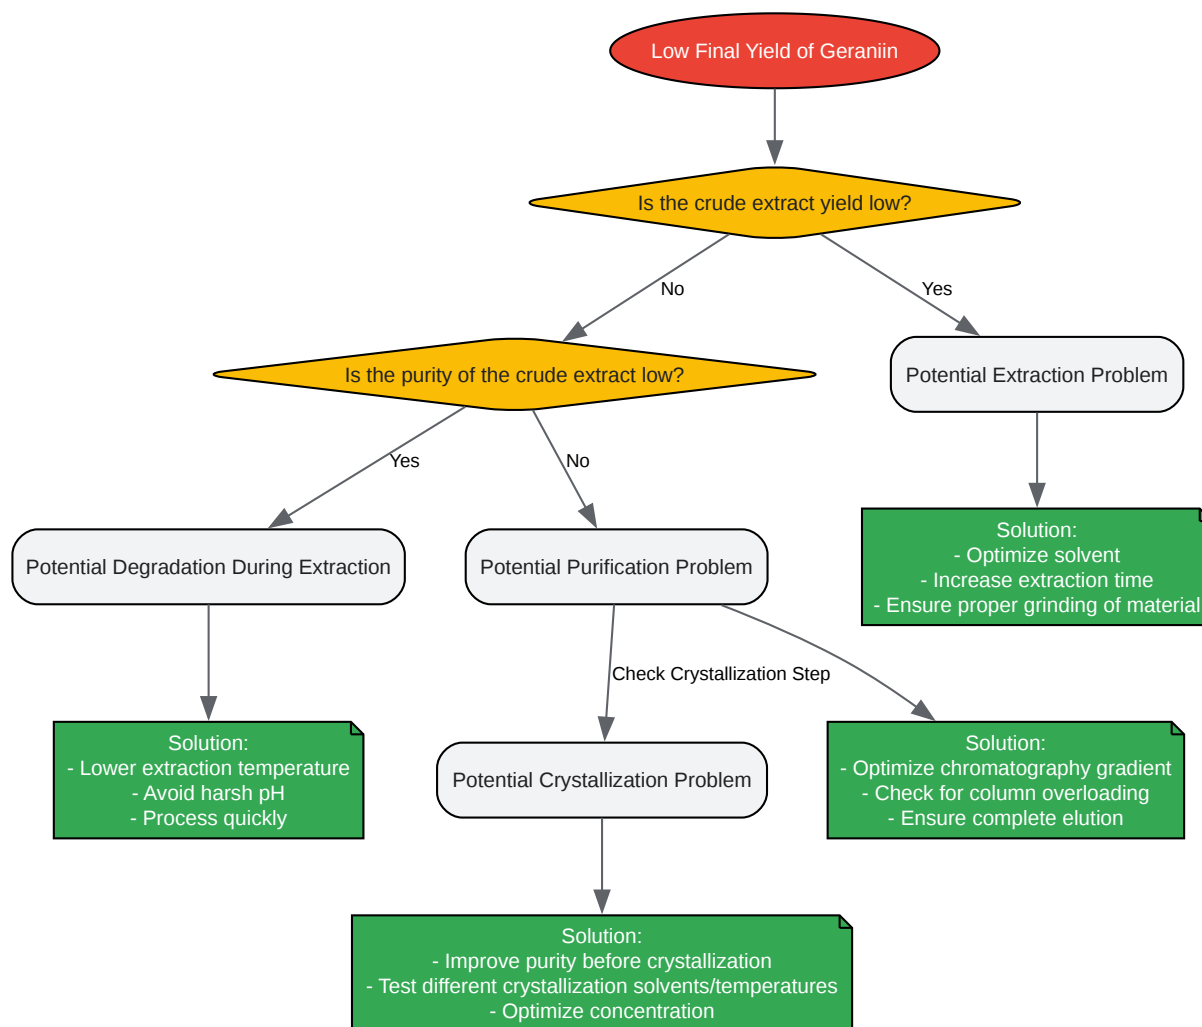 Low Final Yield of Geraniin
Is the crude extract yield low?
No
Yes
Is the purity of the crude extract low?
Potential Extraction Problem
Yes
No
Potential Degradation During Extraction
Potential Purification Problem
Solution:
- Optimize solvent
- Increase extraction time
- Ensure proper grinding of material
Check Crystallization Step
Solution:
- Lower extraction temperature
- Avoid harsh pH
- Process quickly
Potential Crystallization Problem
Solution:
- Optimize chromatography gradient
- Check for column overloading
- Ensure complete elution
Solution:
- Improve purity before crystallization
- Test different crystallization solvents/temperatures
- Optimize concentration